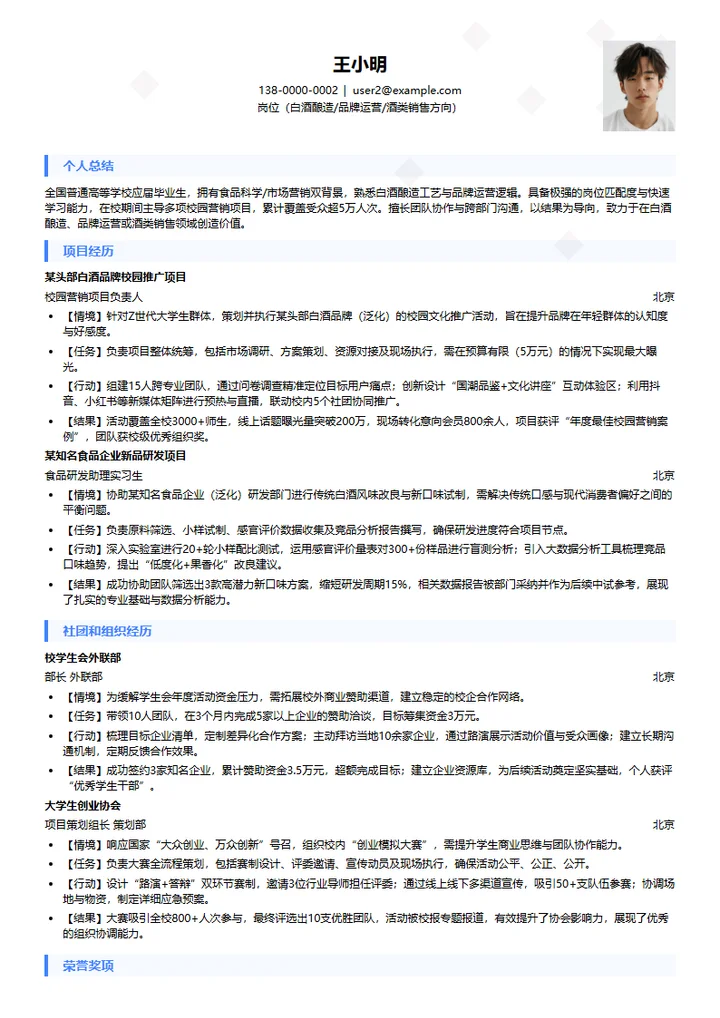 王小明
138-0000-0002 | user2@example.com
岗位（白酒酿造/品牌运营/酒类销售方向）
个人总结
全国普通高等学校应届毕业生，拥有食品科学/市场营销双背景，熟悉白酒酿造工艺与品牌运营逻辑。具备极强的岗位匹配度与快速
学习能力，在校期间主导多项校园营销项目，累计覆盖受众超5万人次。擅长团队协作与跨部门沟通，以结果为导向，致力于在白酒
酿造、品牌运营或酒类销售领域创造价值。
项目经历
某头部白酒品牌校园推广项目
校园营销项目负责人 北京
• 【情境】针对Z世代大学生群体，策划并执行某头部白酒品牌（泛化）的校园文化推广活动，旨在提升品牌在年轻群体的认知度
与好感度。
• 【任务】负责项目整体统筹，包括市场调研、方案策划、资源对接及现场执行，需在预算有限（5万元）的情况下实现最大曝
光。
• 【行动】组建15人跨专业团队，通过问卷调查精准定位目标用户痛点；创新设计“国潮品鉴+文化讲座”互动体验区；利用抖
音、小红书等新媒体矩阵进行预热与直播，联动校内5个社团协同推广。
• 【结果】活动覆盖全校3000+师生，线上话题曝光量突破200万，现场转化意向会员800余人，项目获评“年度最佳校园营销案
例”，团队获校级优秀组织奖。
某知名食品企业新品研发项目
食品研发助理实习生 北京
• 【情境】协助某知名食品企业（泛化）研发部门进行传统白酒风味改良与新口味试制，需解决传统口感与现代消费者偏好之间的
平衡问题。
• 【任务】负责原料筛选、小样试制、感官评价数据收集及竞品分析报告撰写，确保研发进度符合项目节点。
• 【行动】深入实验室进行20+轮小样配比测试，运用感官评价量表对300+份样品进行盲测分析；引入大数据分析工具梳理竞品
口味趋势，提出“低度化+果香化”改良建议。
• 【结果】成功协助团队筛选出3款高潜力新口味方案，缩短研发周期15%，相关数据报告被部门采纳并作为后续中试参考，展现
了扎实的专业基础与数据分析能力。
社团和组织经历
校学生会外联部
部长 外联部 北京
• 【情境】为缓解学生会年度活动资金压力，需拓展校外商业赞助渠道，建立稳定的校企合作网络。
• 【任务】带领10人团队，在3个月内完成5家以上企业的赞助洽谈，目标筹集资金3万元。
• 【行动】梳理目标企业清单，定制差异化合作方案；主动拜访当地10余家企业，通过路演展示活动价值与受众画像；建立长期沟
通机制，定期反馈合作效果。
• 【结果】成功签约3家知名企业，累计赞助资金3.5万元，超额完成目标；建立企业资源库，为后续活动奠定坚实基础，个人获评
“优秀学生干部”。
大学生创业协会
项目策划组长 策划部 北京
• 【情境】响应国家“大众创业、万众创新”号召，组织校内“创业模拟大赛”，需提升学生商业思维与团队协作能力。
• 【任务】负责大赛全流程策划，包括赛制设计、评委邀请、宣传动员及现场执行，确保活动公平、公正、公开。
• 【行动】设计“路演+答辩”双环节赛制，邀请3位行业导师担任评委；通过线上线下多渠道宣传，吸引50+支队伍参赛；协调场
地与物资，制定详细应急预案。
• 【结果】大赛吸引全校800+人次参与，最终评选出10支优胜团队，活动被校报专题报道，有效提升了协会影响力，展现了优秀
的组织协调能力。
荣誉奖项